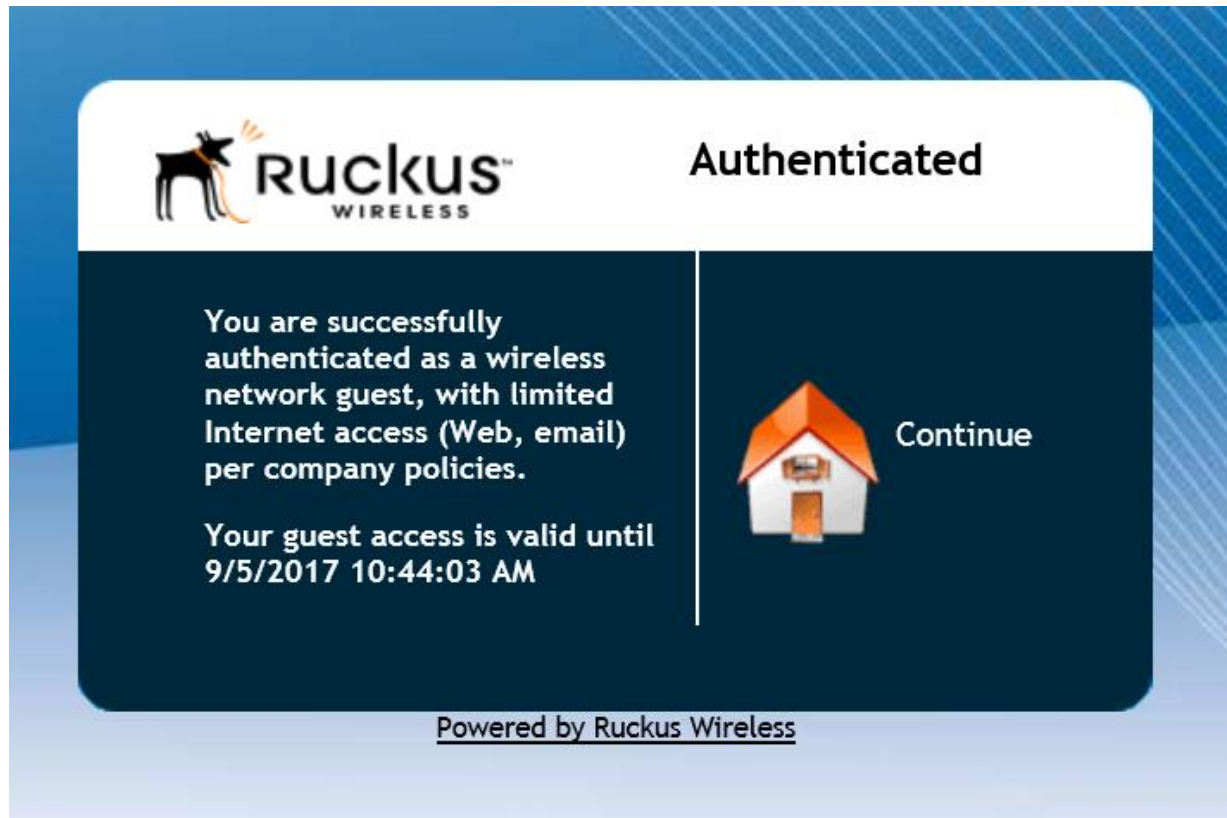 RUCKUS™
WIRELESS
Authenticated
You are successfully
authenticated as a wireless
network guest, with limited
Internet access (Web, email)
per company policies.
Your guest access is valid until
9/5/2017 10:44:03 AM
Continue
Powered by Ruckus Wireless